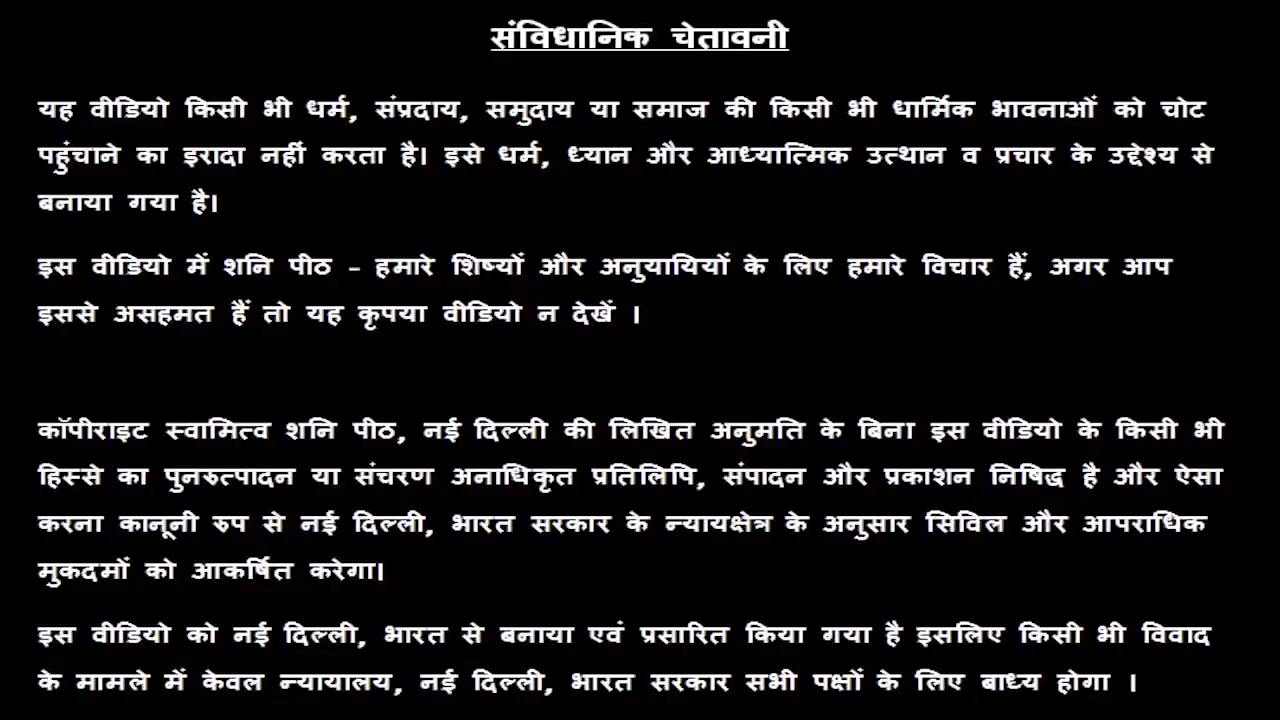 संविधानिक चेतावनी
यह वीडियो किसी भी धर्म, संप्रदाय, समुदाय या समाज की किसी भी धार्मिक भावनाओं को चोट
पहुंचाने का इरादा नहीं करता है। इसे धर्म, ध्यान और आध्यात्मिक उत्थान व प्रचार के उद्देश्य से
बनाया गया है।
इस वीडियो में शनि पीठ – हमारे शिष्यों और अनुयायियों के लिए हमारे विचार हैं, अगर आप
इससे असहमत हैं तो यह कृपया वीडियो न देखें ।
कॉपीराइट स्वामित्व शनि पीठ, नई दिल्ली की लिखित अनुमति के बिना इस वीडियो के किसी भी
हिस्से का पुनरुत्पादन या संचरण अनाधिकृत प्रतिलिपि, संपादन और प्रकाशन निषिद्ध है और ऐसा
करना कानूनी रुप से नई दिल्ली, भारत सरकार के न्यायक्षेत्र के अनुसार सिविल और आपराधिक
मुकदमों को आकर्षित करेगा।
इस वीडियो को नई दिल्ली, भारत से बनाया एवं प्रसारित किया गया है इसलिए किसी भी विवाद
के मामले में केवल न्यायालय, नई दिल्ली, भारत सरकार सभी पक्षों के लिए बाध्य होगा ।